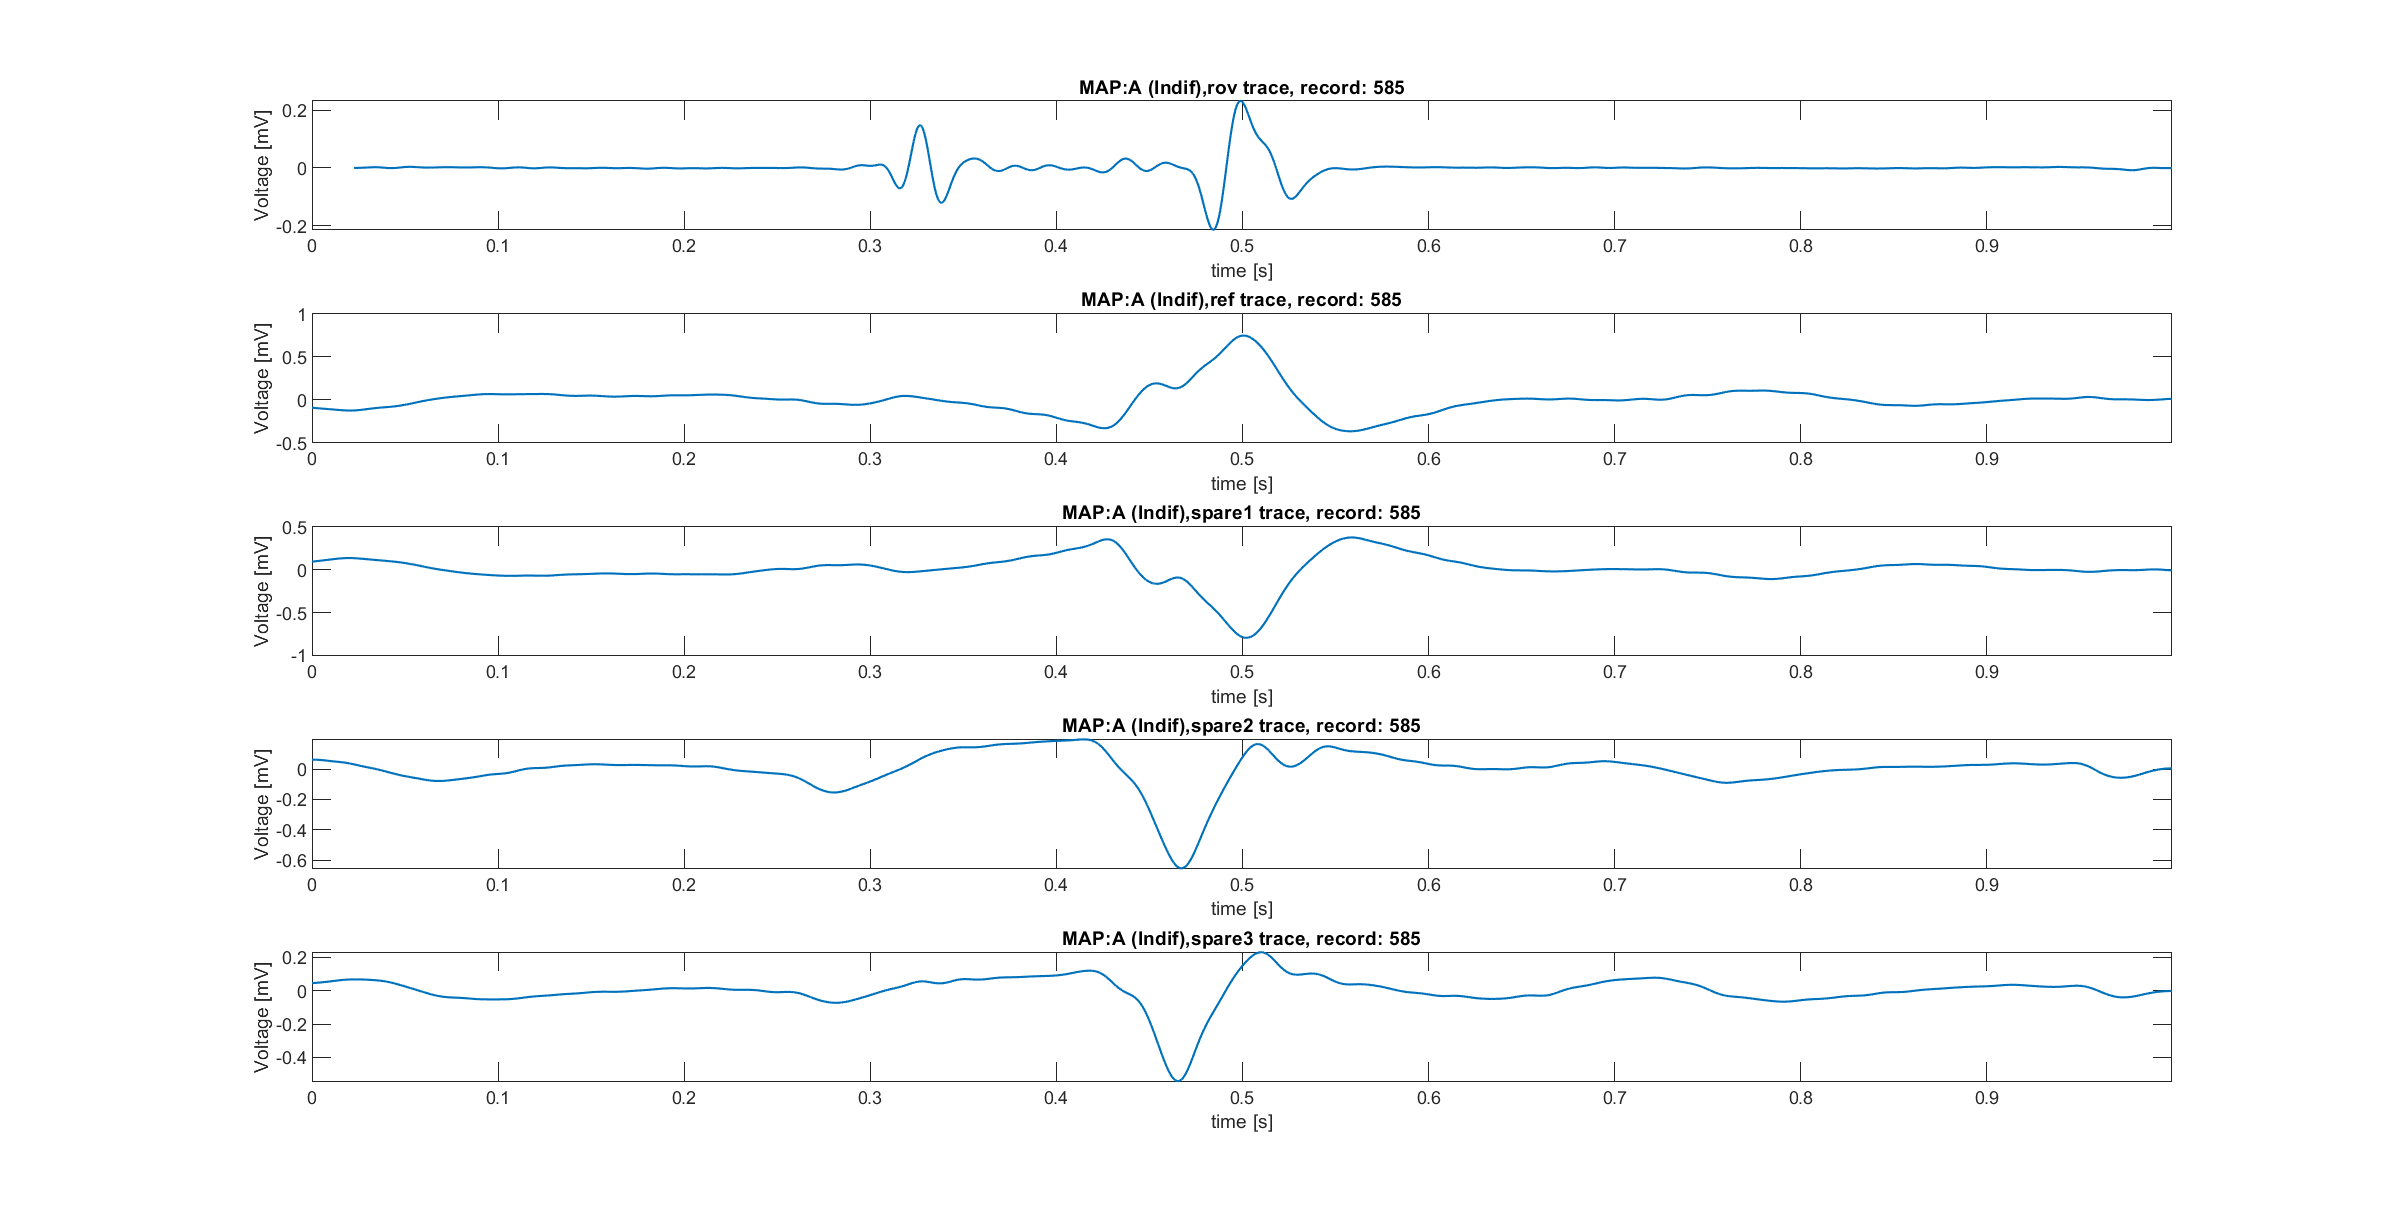 MAP:A (Indif),rov trace, record: 585
Voltage [mV]
0.2
0
-0.2
0 0.1 0.2 0.3 0.4 0.5 0.6 0.7 0.8 0.9
time [s]
MAP:A (Indif),ref trace, record: 585
Voltage [mV]
1
0.5
0
-0.5
0 0.1 0.2 0.3 0.4 0.5 0.6 0.7 0.8 0.9
time [s]
MAP:A (Indif),spare1 trace, record: 585
Voltage [mV]
0.5
0
-0.5
-1
0 0.1 0.2 0.3 0.4 0.5 0.6 0.7 0.8 0.9
time [s]
MAP:A (Indif),spare2 trace, record: 585
Voltage [mV]
0
-0.2
-0.4
-0.6
0 0.1 0.2 0.3 0.4 0.5 0.6 0.7 0.8 0.9
time [s]
MAP:A (Indif),spare3 trace, record: 585
Voltage [mV]
0.2
0
-0.2
-0.4
0 0.1 0.2 0.3 0.4 0.5 0.6 0.7 0.8 0.9
time [s]